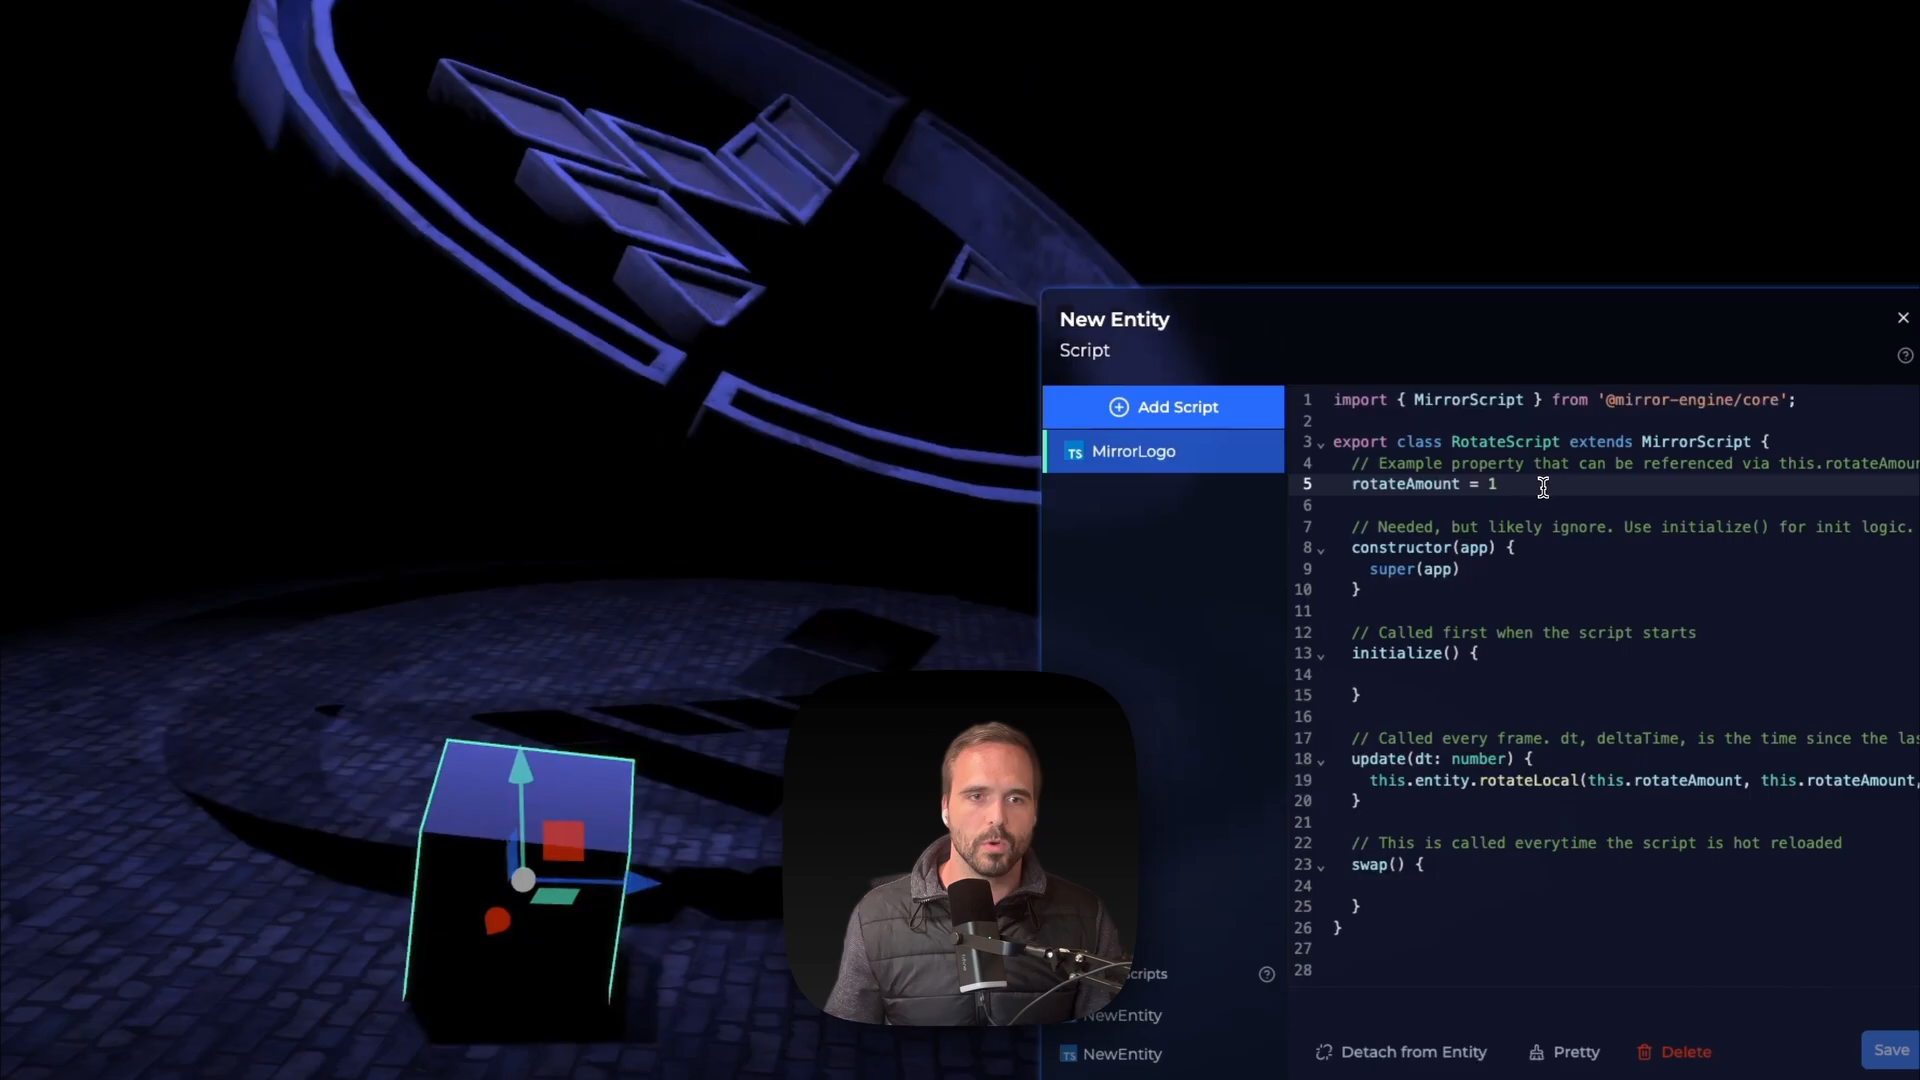 New Entity
Script
Add Script
TS MirrorLogo
1 import { MirrorScript } from '@mirror-engine/core';
2
3 export class RotateScript extends MirrorScript {
4 // Example property that can be referenced via this.rotateAmour
5 rotateAmount = 1
6
7 // Needed, but likely ignore. Use initialize() for init logic.
8 constructor(app) {
9 super(app)
10 }
11
12 // Called first when the script starts
13 initialize() {
14
15 }
16
17 // Called every frame. dt, deltaTime, is the time since the las
18 update(dt: number) {
19 this.entity.rotateLocal(this.rotateAmount, this.rotateAmount,
20 }
21
22 // This is called everytime the script is hot reloaded
23 swap() {
24
25 }
26 }
27
28
cripts
NewEntity
TS NewEntity
Detach from Entity
Pretty
Delete
Save